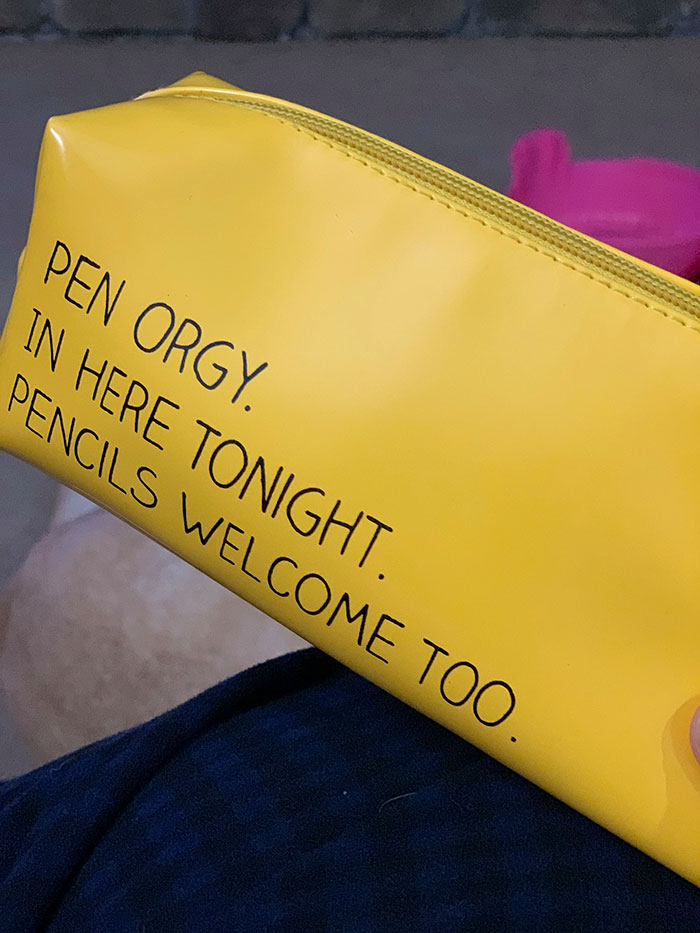 PEN ORGY.
IN HERE TONIGHT.
PENCILS WELCOME TOO.